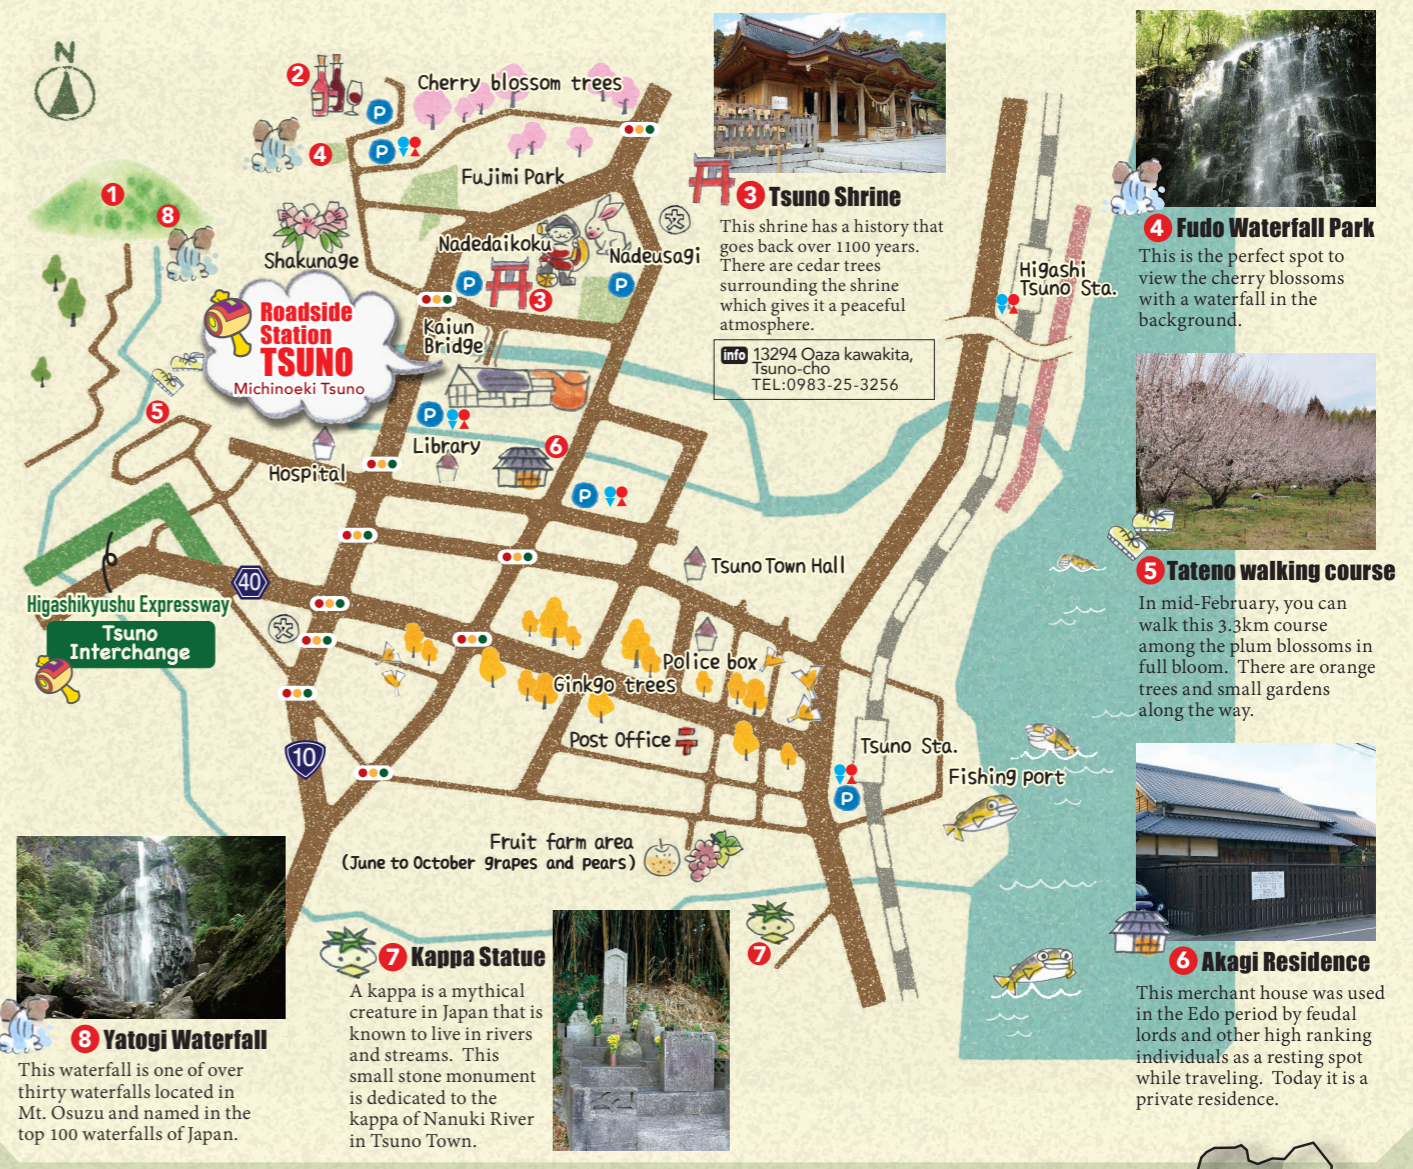 N
2
P
Cherry blossom trees
4
P
Fujimi Park
1
8
Shakunage
Nadedaikoku
文
Nadeusagi
P
3
P
Roadside
Station
TSUNO
Michinoeki Tsuno
Kaiun
Bridge
5
P
Library
6
Hospital
P
Higashi
Tsuno Sta.
Tsuno Town Hall
40
Higashikyushu Expressway
Tsuno
Interchange
文
Police box
Ginkgo trees
Post Office
10
Tsuno Sta.
P
Fishing port
Fruit farm area
(June to October grapes and pears)
7
3 Tsuno Shrine
This shrine has a history that
goes back over 1100 years.
There are cedar trees
surrounding the shrine
which gives it a peaceful
atmosphere.
info 13294 Oaza kawakita,
Tsuno-cho
TEL:0983-25-3256
4 Fudo Waterfall Park
This is the perfect spot to
view the cherry blossoms
with a waterfall in the
background.
5 Tateno walking course
In mid-February, you can
walk this 3.3km course
among the plum blossoms in
full bloom. There are orange
trees and small gardens
along the way.
6 Akagi Residence
This merchant house was used
in the Edo period by feudal
lords and other high ranking
individuals as a resting spot
while traveling. Today it is a
private residence.
7 Kappa Statue
A kappa is a mythical
creature in Japan that is
known to live in rivers
and streams. This
small stone monument
is dedicated to the
kappa of Nanuki River
in Tsuno Town.
8 Yatogi Waterfall
This waterfall is one of over
thirty waterfalls located in
Mt. Osuzu and named in the
top 100 waterfalls of Japan.